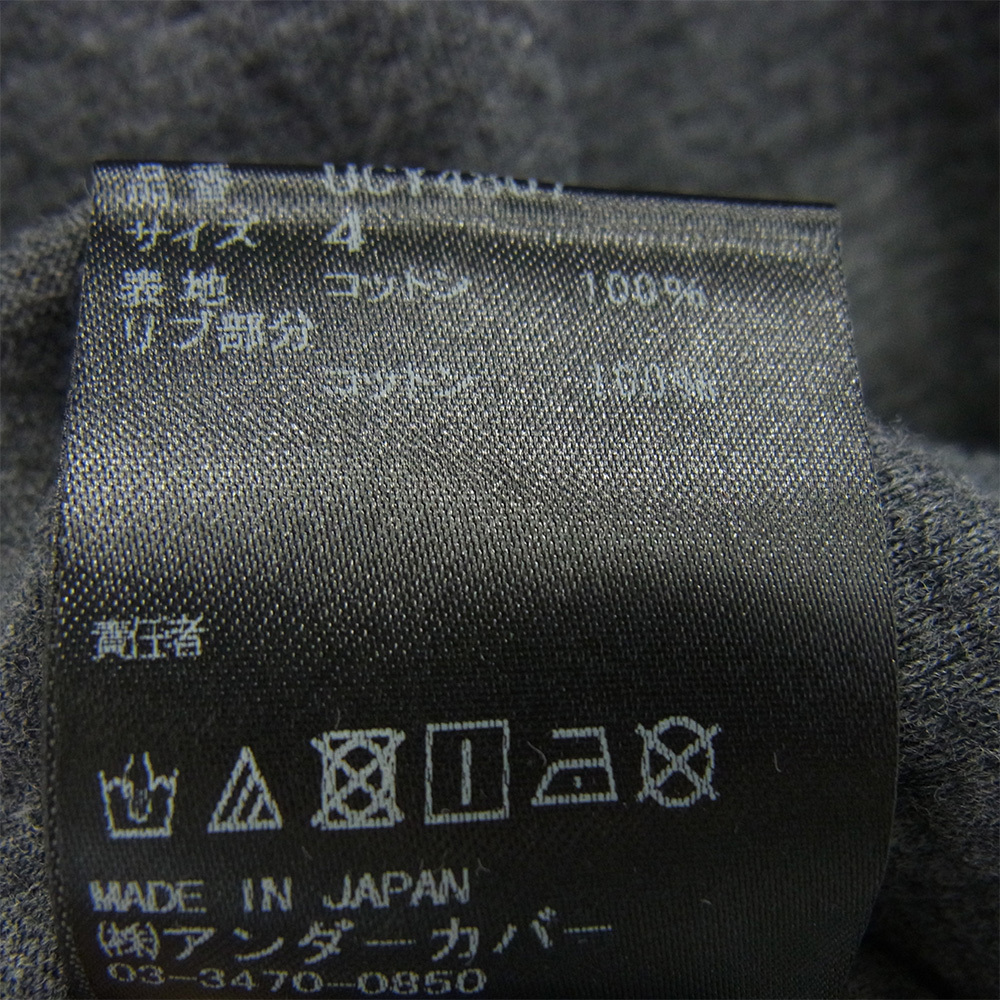 品番
サイズ 4
表地 コットン 100%
リブ部分
コットン 100%
責任者
MADE IN JAPAN
㈱アンダーカバー
03-3470-0850